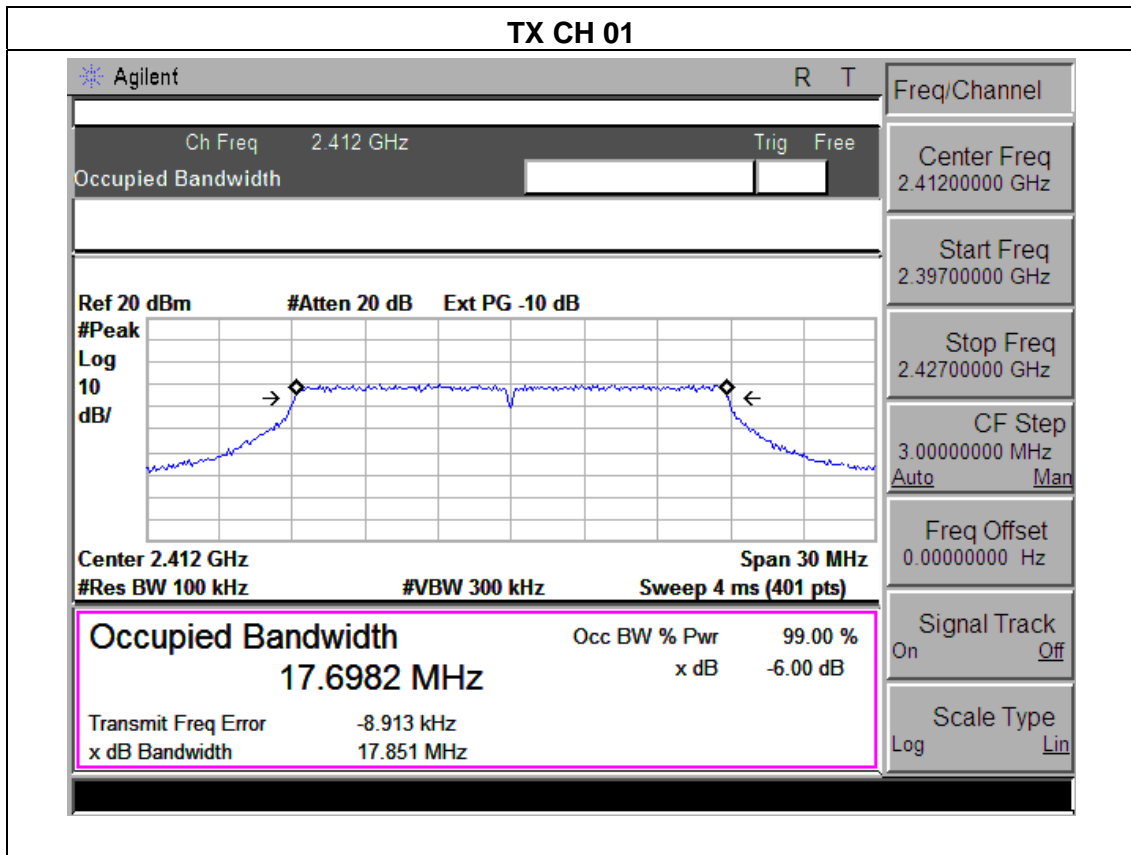 TX CH 01
Agilent R T
Ch Freq 2.412 GHz Trig Free
Occupied Bandwidth
Ref 20 dBm #Atten 20 dB Ext PG -10 dB
#Peak
Log
10
dB/
Center 2.412 GHz Span 30 MHz
#Res BW 100 kHz #VBW 300 kHz Sweep 4 ms (401 pts)
Occupied Bandwidth Occ BW % Pwr 99.00 %
17.6982 MHz x dB -6.00 dB
Transmit Freq Error -8.913 kHz
x dB Bandwidth 17.851 MHz
Freq/Channel
Center Freq
2.41200000 GHz
Start Freq
2.39700000 GHz
Stop Freq
2.42700000 GHz
CF Step
3.00000000 MHz
Auto Man
Freq Offset
0.00000000 Hz
Signal Track
On Off
Scale Type
Log Lin